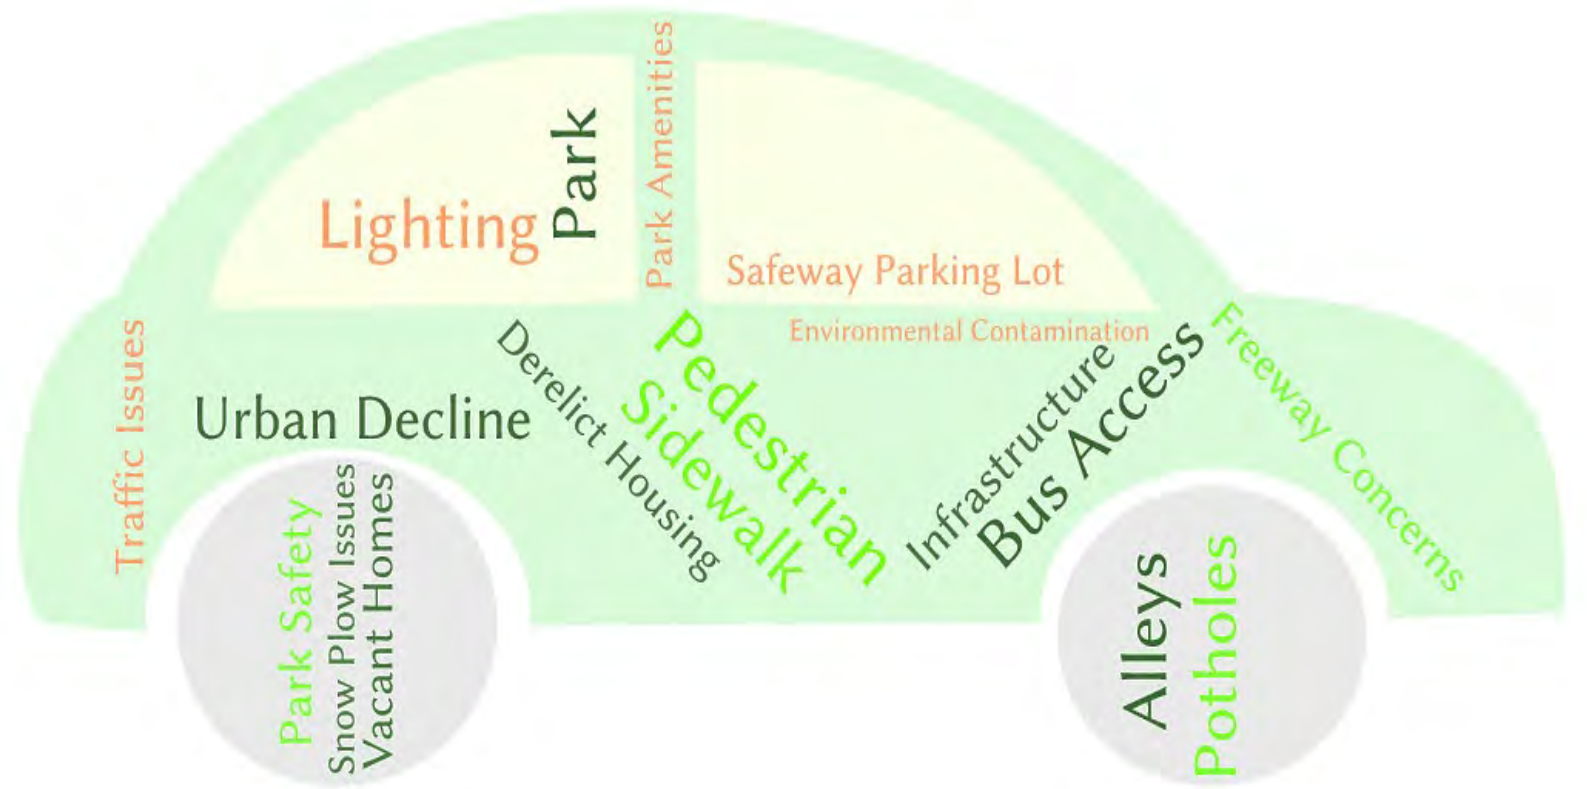 Park Amenities
Park
Lighting
Safeway Parking Lot
Environmental Contamination
Traffic Issues
Urban Decline
Derelict Housing
Pedestrian
Sidewalk
Infrastructure
Bus Access
Freeway Concerns
Park Safety
Snow Plow Issues
Vacant Homes
Alleys
Potholes